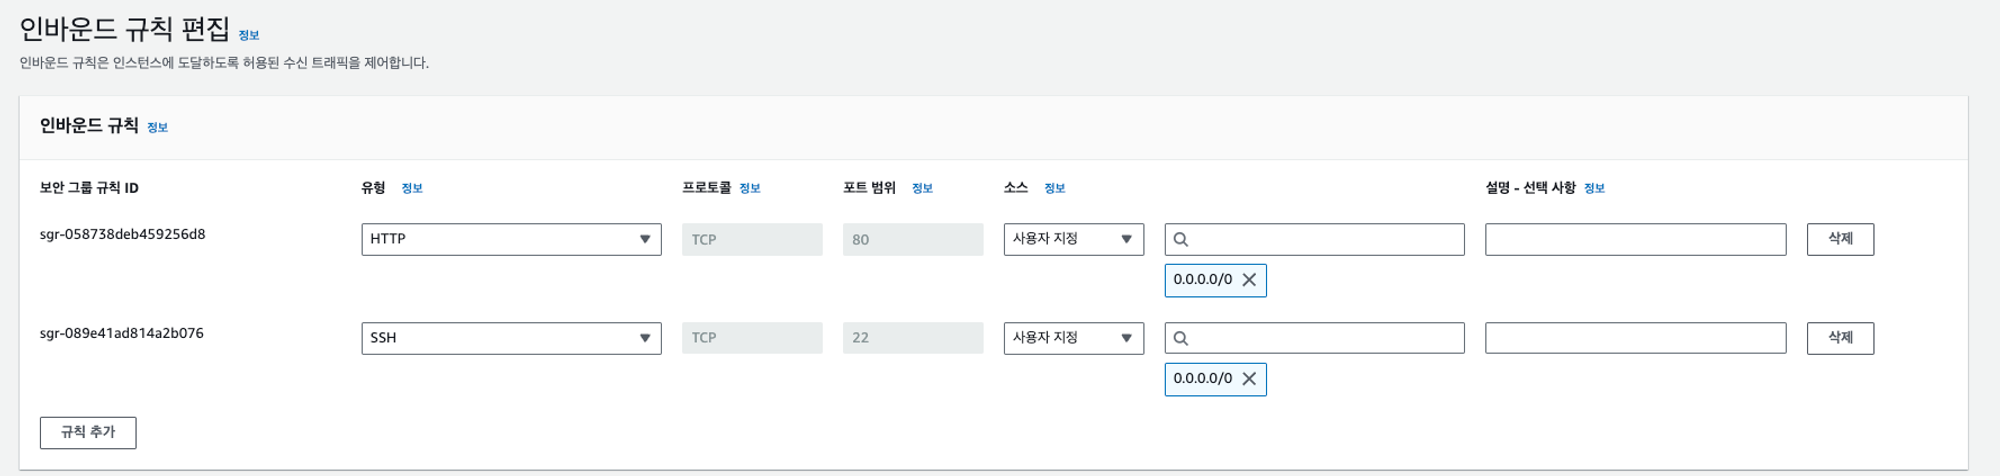 인바운드 규칙 편집 정보
인바운드 규칙은 인스턴스에 도달하도록 허용된 수신 트래픽을 제어합니다.
인바운드 규칙 정보
보안 그룹 규칙 ID 유형 정보 프로토콜 정보 포트 범위 정보 소스 정보 설명 - 선택 사항 정보
sgr-058738deb459256d8 HTTP TCP 80 사용자 지정 삭제
0.0.0.0/0
sgr-089e41ad814a2b076 SSH TCP 22 사용자 지정 삭제
0.0.0.0/0
규칙 추가